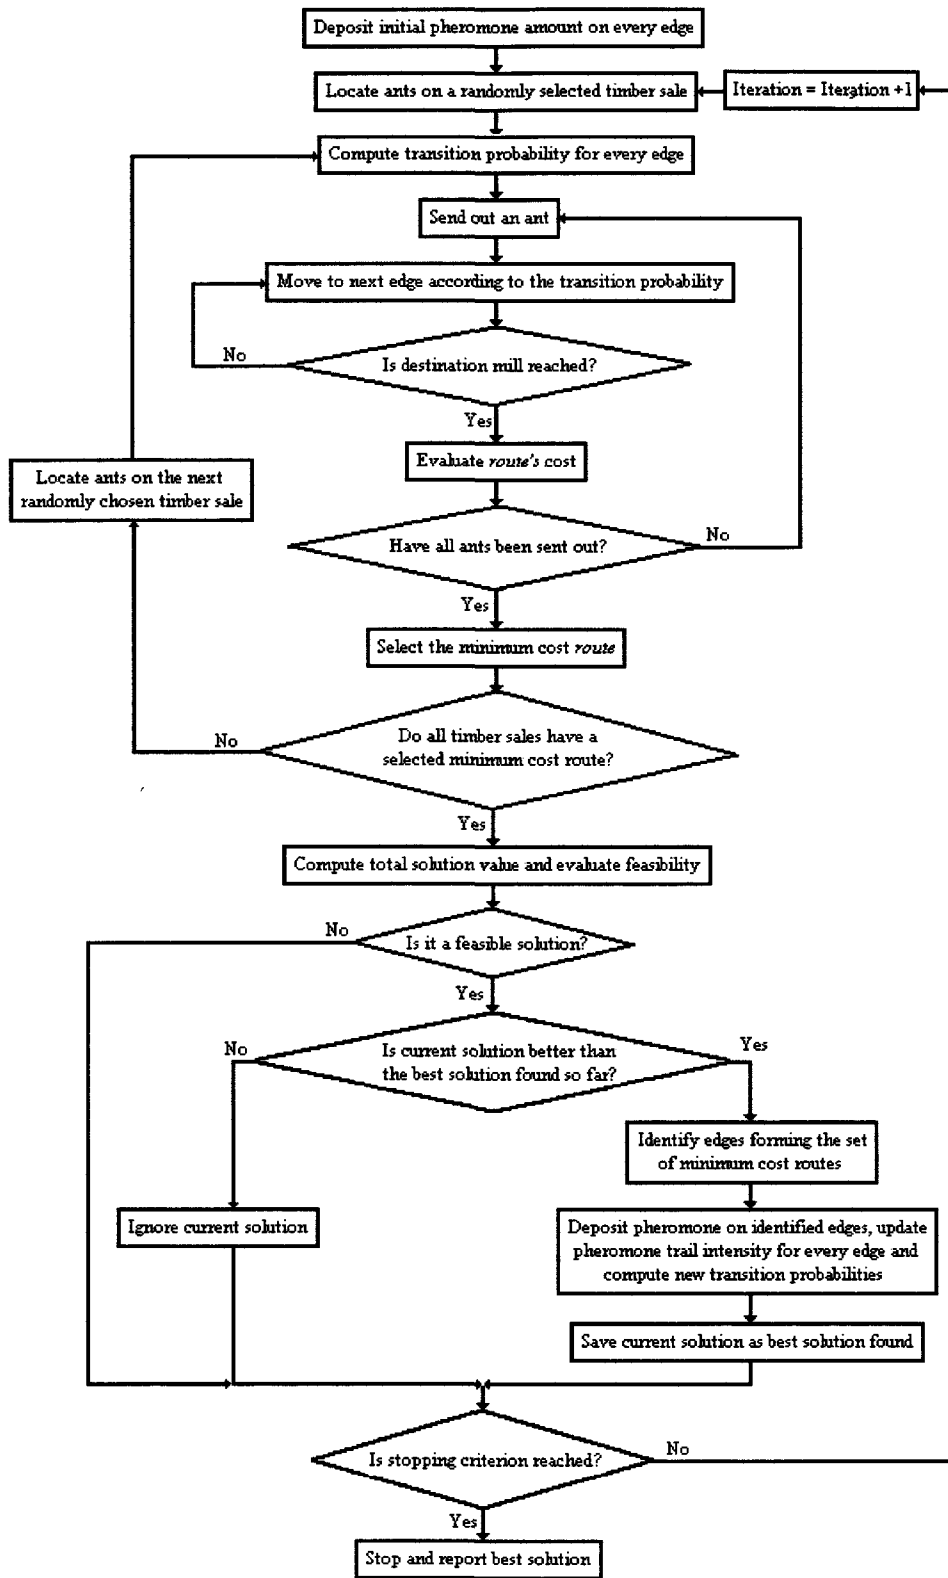 Deposit initial pheromone amount on every edge
Locate ants on a randomly selected timber sale
Iteration = Iteration +1
Compute transition probability for every edge
Send out an ant
Move to next edge according to the transition probability
No
Is destination mill reached?
Yes
Evaluate route's cost
Locate ants on the next
randomly chosen timber sale
Have all ants been sent out?
No
Yes
Select the minimum cost route
No
Do all timber sales have a
selected minimum cost route?
Yes
Compute total solution value and evaluate feasibility
No
Is it a feasible solution?
Yes
No
Is current solution better than
the best solution found so far?
Yes
Identify edges forming the set
of minimum cost routes
Ignore current solution
Deposit pheromone on identified edges, update
pheromone trail intensity for every edge and
compute new transition probabilities
Save current solution as best solution found
Is stopping criterion reached?
No
Yes
Stop and report best solution